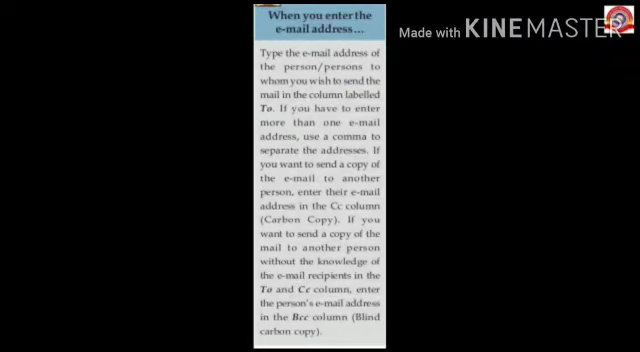 When you enter the
e-mail address...
Made with KINEMASTER
Type the e-mail address of
the person/persons to
whom you wish to send the
mail in the column labelled
To. If you have to enter
more than one e-mail
address, use a comma to
separate the addresses. If
you want to send a copy of
the e-mail to another
person, enter their e-mail
address in the Cc column
(Carbon Copy). If you
want to send a copy of the
mail to another person
without the knowledge of
the e-mail recipients in the
To and Cc column, enter
the person's e-mail address
in the Bcc column (Blind
carbon copy).